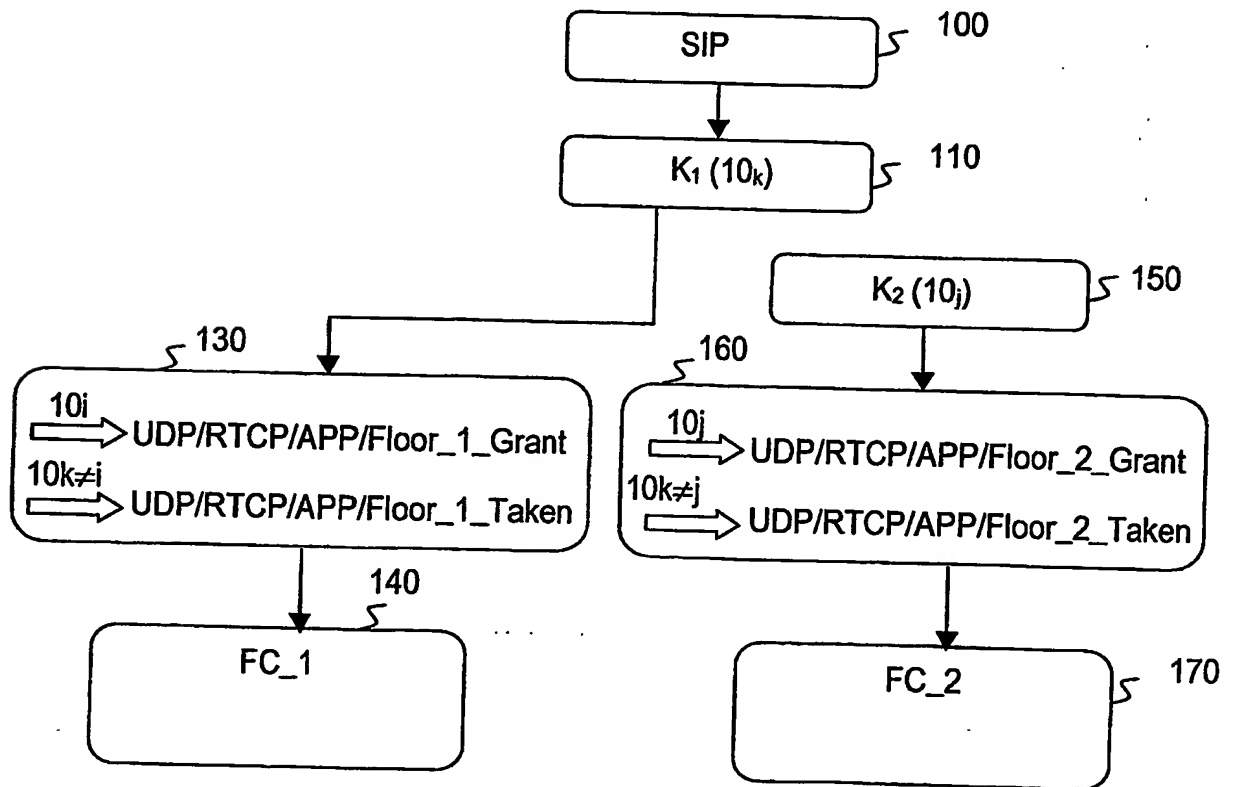 SIP
100
K₁ (10ₖ)
110
K₂ (10ⱼ)
150
130
10i
UDP/RTCP/APP/Floor_1_Grant
10k≠i
UDP/RTCP/APP/Floor_1_Taken
160
10j
UDP/RTCP/APP/Floor_2_Grant
10k≠j
UDP/RTCP/APP/Floor_2_Taken
140
FC_1
FC_2
170